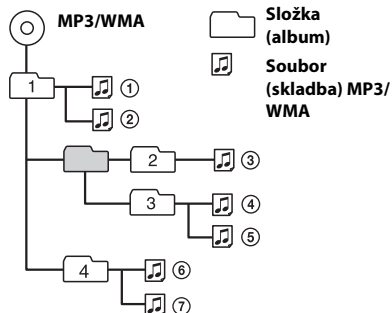 MP3/WMA
Složka
(album)
Soubor
(skladba) MP3/
WMA
1
①
②
2
③
3
④
⑤
4
⑥
⑦